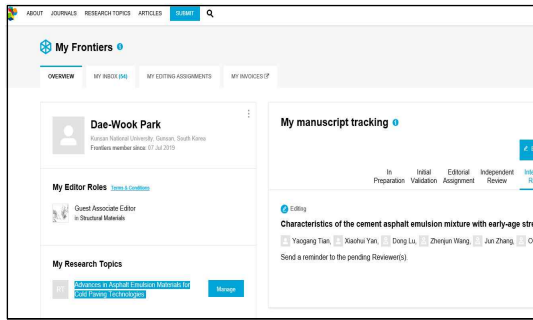 ABOUT JOURNALS RESEARCH TOPICS ARTICLES SUBMIT
My Frontiers
OVERVIEW MY INBOX (54) MY EDITING ASSIGNMENTS MY INVOICES
Dae-Wook Park
Kunsan National University, Gunsan, South Korea
Frontiers member since: 07 Jul 2019
My Editor Roles Terms & Conditions
Guest Associate Editor
in Structural Materials
My Research Topics
RT
Advances in Asphalt Emulsion Materials for
Cold Paving Technologies
Manage
My manuscript tracking
In Initial Editorial Independent Inte
Preparation Validation Assignment Review R
Editing
Characteristics of the cement asphalt emulsion mixture with early-age stre
Yaogang Tian, Xiaohui Yan, Dong Lu, Zhenjun Wang, Jun Zhang, O
Send a reminder to the pending Reviewer(s).